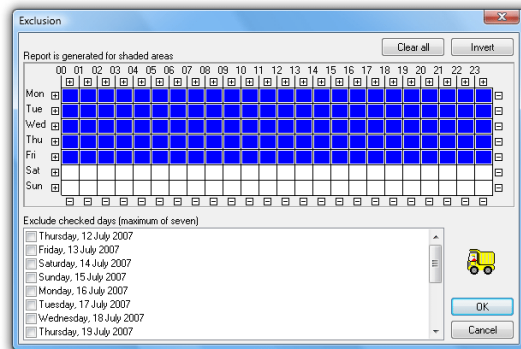 Exclusion
Clear all Invert
Report is generated for shaded areas
00 01 02 03 04 05 06 07 08 09 10 11 12 13 14 15 16 17 18 19 20 21 22 23
Mon
Tue
Wed
Thu
Fri
Sat
Sun
Exclude checked days (maximum of seven)
Thursday, 12 July 2007
Friday, 13 July 2007
Saturday, 14 July 2007
Sunday, 15 July 2007
Monday, 16 July 2007
Tuesday, 17 July 2007
Wednesday, 18 July 2007
Thursday, 19 July 2007
OK
Cancel